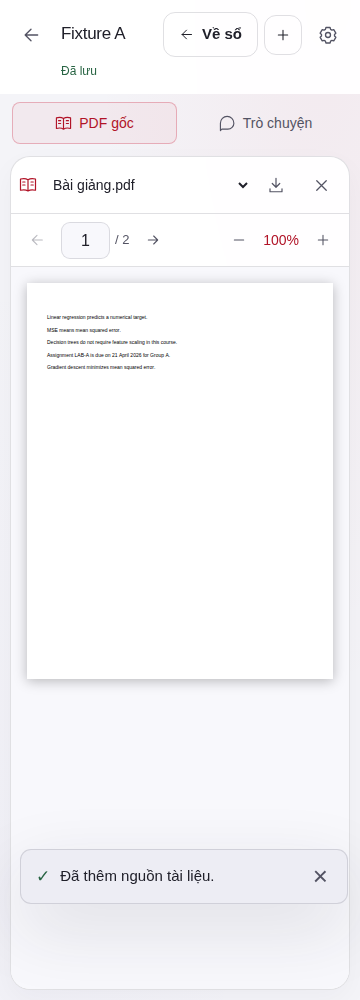 Fixture A
Về sổ
Đã lưu
PDF gốc
Trò chuyện
Bài giảng.pdf
1 / 2
100%
Linear regression predicts a numerical target.
MSE means mean squared error.
Decision trees do not require feature scaling in this course.
Assignment LAB-A is due on 21 April 2026 for Group A.
Gradient descent minimizes mean squared error.
Đã thêm nguồn tài liệu.